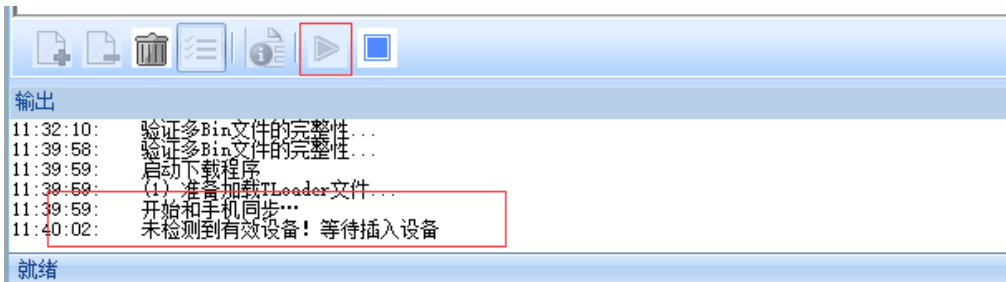 输出
11:32:10: 验证多Bin文件的完整性...
11:39:58: 验证多Bin文件的完整性...
11:39:59: 启动下载程序
11:39:59: (1) 准备加载TLoader文件...
11:39:59: 开始和手机同步…
11:40:02: 未检测到有效设备！等待插入设备
就绪